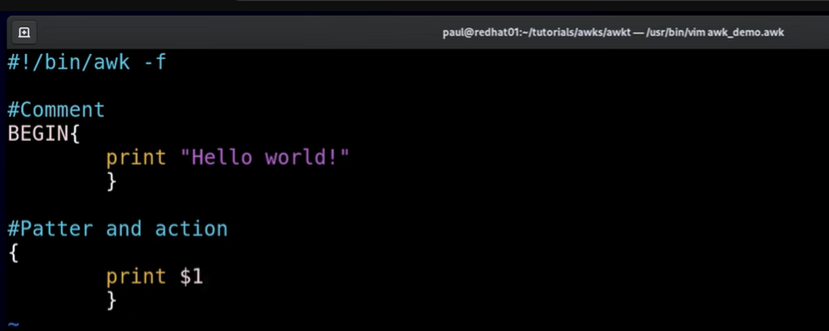 paul@redhat01:~/tutorials/awks/awkt — /usr/bin/vim awk_demo.awk
#!/bin/awk -f
#Comment
BEGIN{
print "Hello world!"
}
#Patter and action
{
print $1
}
~